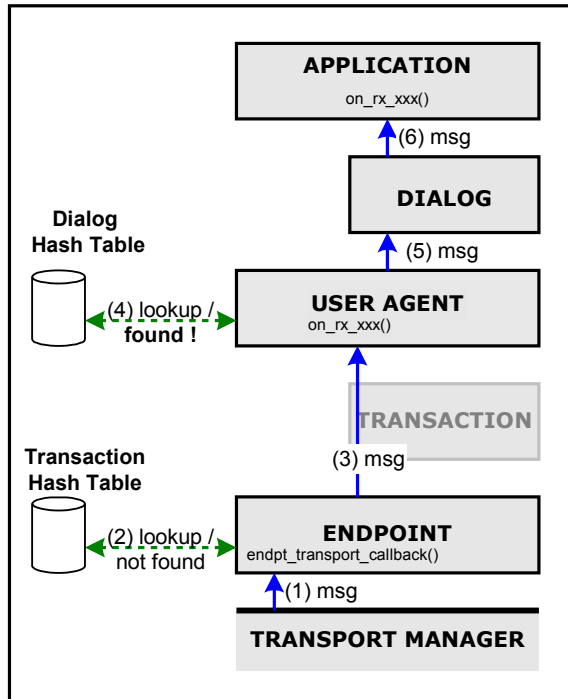 APPLICATION
on_rx_xxx()
(6) msg
DIALOG
Dialog
Hash Table
(5) msg
(4) lookup /
found !
USER AGENT
on_rx_xxx()
TRANSACTION
(3) msg
Transaction
Hash Table
(2) lookup /
not found
ENDPOINT
endpt_transport_callback()
(1) msg
TRANSPORT MANAGER